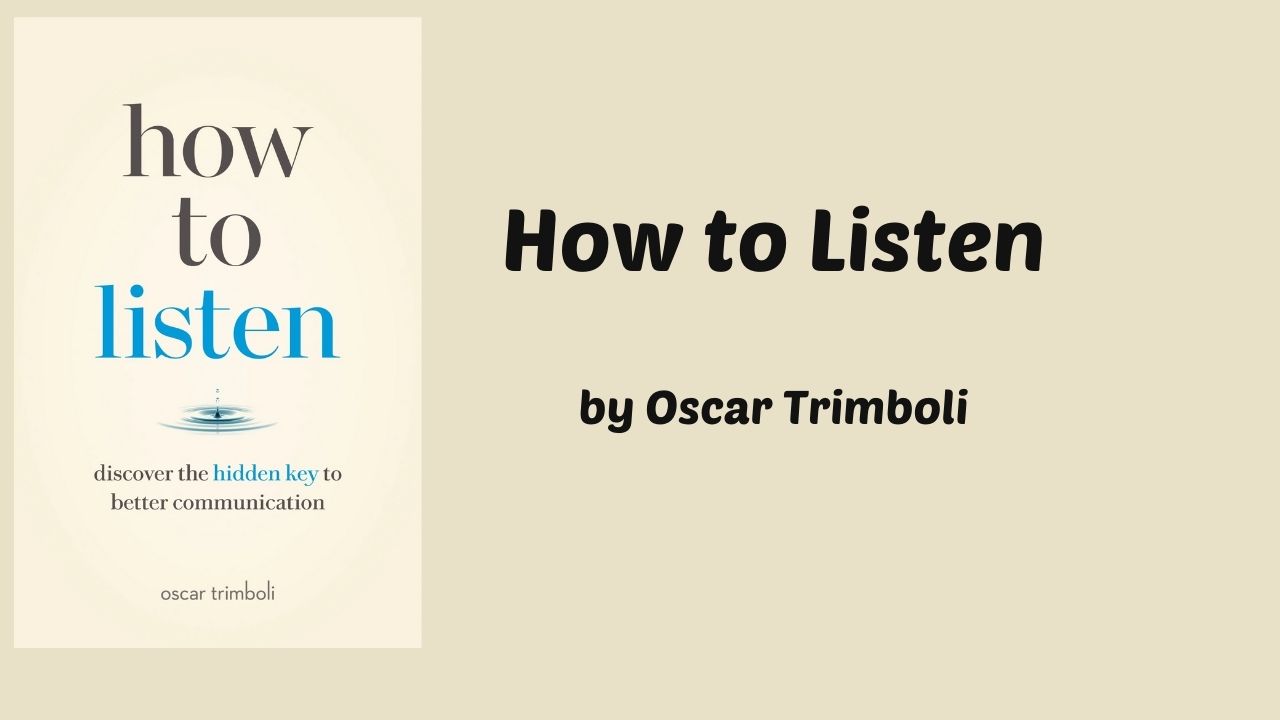 how
to
listen
discover the hidden key to
better communication
oscar trimboli
How to Listen
by Oscar Trimboli